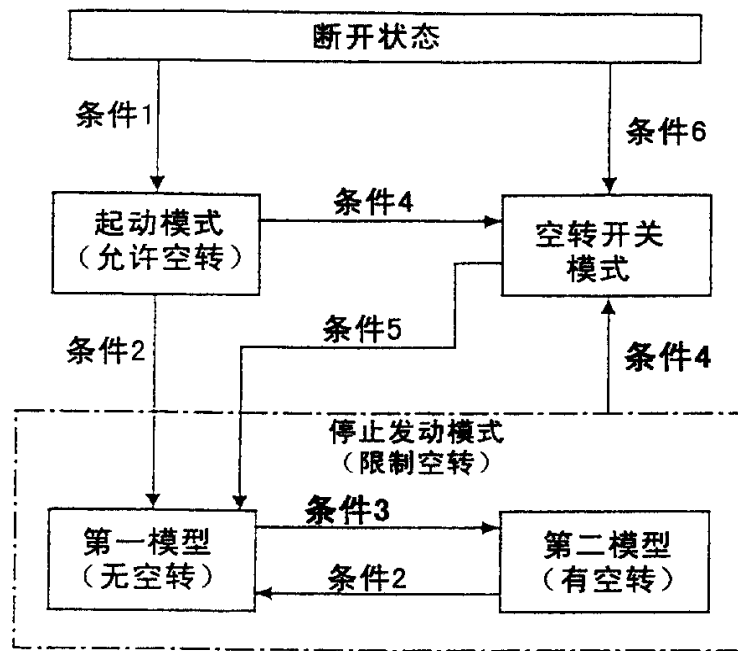 断开状态
条件1
条件6
起动模式
（允许空转）
条件4
空转开关
模式
条件2
条件5
条件4
停止发动模式
（限制空转）
第一模型
（无空转）
条件3
条件2
第二模型
（有空转）